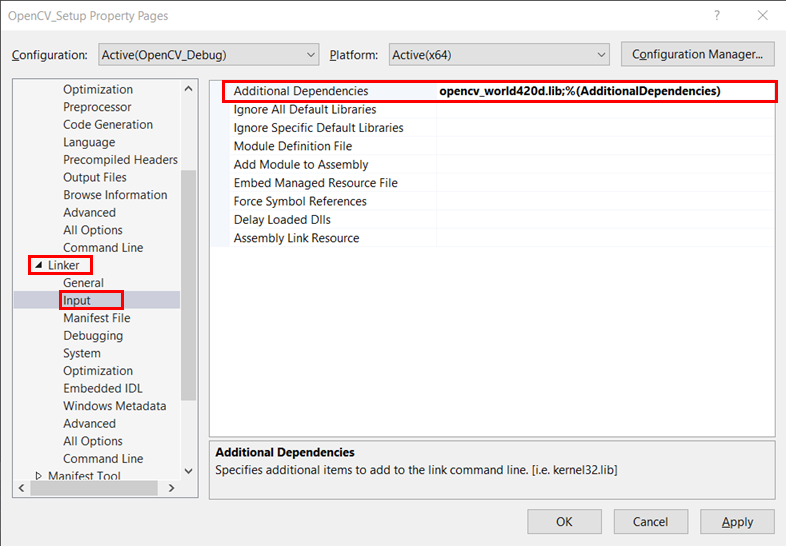 OpenCV_Setup Property Pages
Configuration: Active(OpenCV_Debug) Platform: Active(x64) Configuration Manager...
Optimization
Preprocessor
Code Generation
Language
Precompiled Headers
Output Files
Browse Information
Advanced
All Options
Command Line
Linker
General
Input
Manifest File
Debugging
System
Optimization
Embedded IDL
Windows Metadata
Advanced
All Options
Command Line
Manifest Tool
Additional Dependencies opencv_world420d.lib;%(AdditionalDependencies)
Ignore All Default Libraries
Ignore Specific Default Libraries
Module Definition File
Add Module to Assembly
Embed Managed Resource File
Force Symbol References
Delay Loaded Dlls
Assembly Link Resource
Additional Dependencies
Specifies additional items to add to the link command line. [i.e. kernel32.lib]
OK Cancel Apply